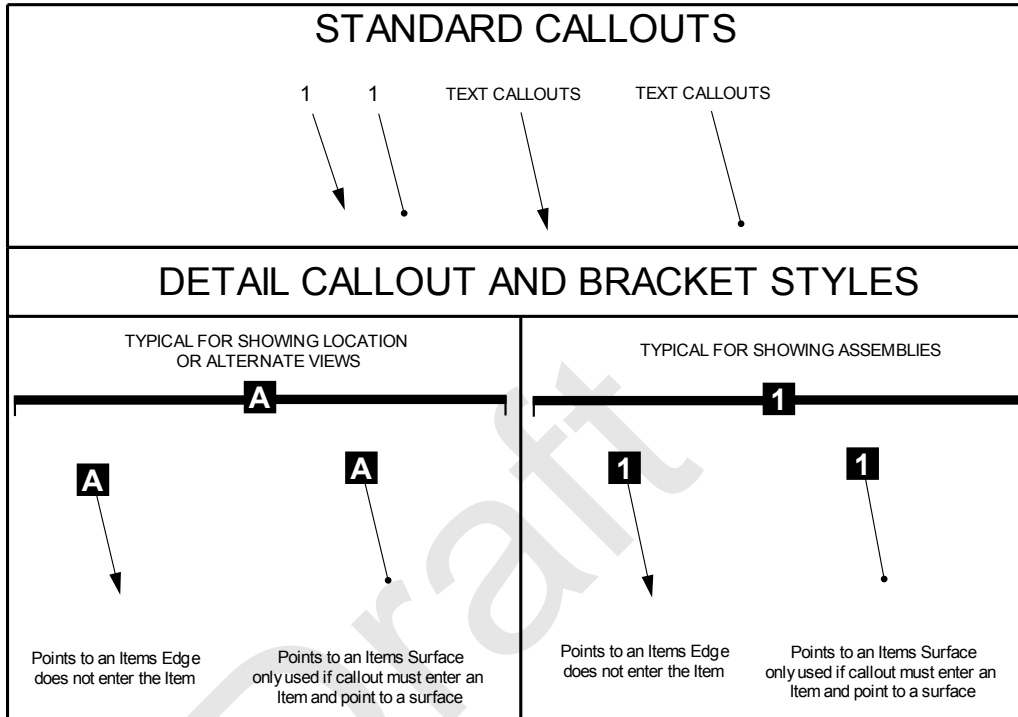 STANDARD CALLOUTS
1
1
TEXT CALLOUTS
TEXT CALLOUTS
DETAIL CALLOUT AND BRACKET STYLES
TYPICAL FOR SHOWING LOCATION
OR ALTERNATE VIEWS
A
A
A
Points to an Items Edge
does not enter the Item
Points to an Items Surface
only used if callout must enter an
Item and point to a surface
TYPICAL FOR SHOWING ASSEMBLIES
1
1
1
Points to an Items Edge
does not enter the Item
Points to an Items Surface
only used if callout must enter an
Item and point to a surface
Draft